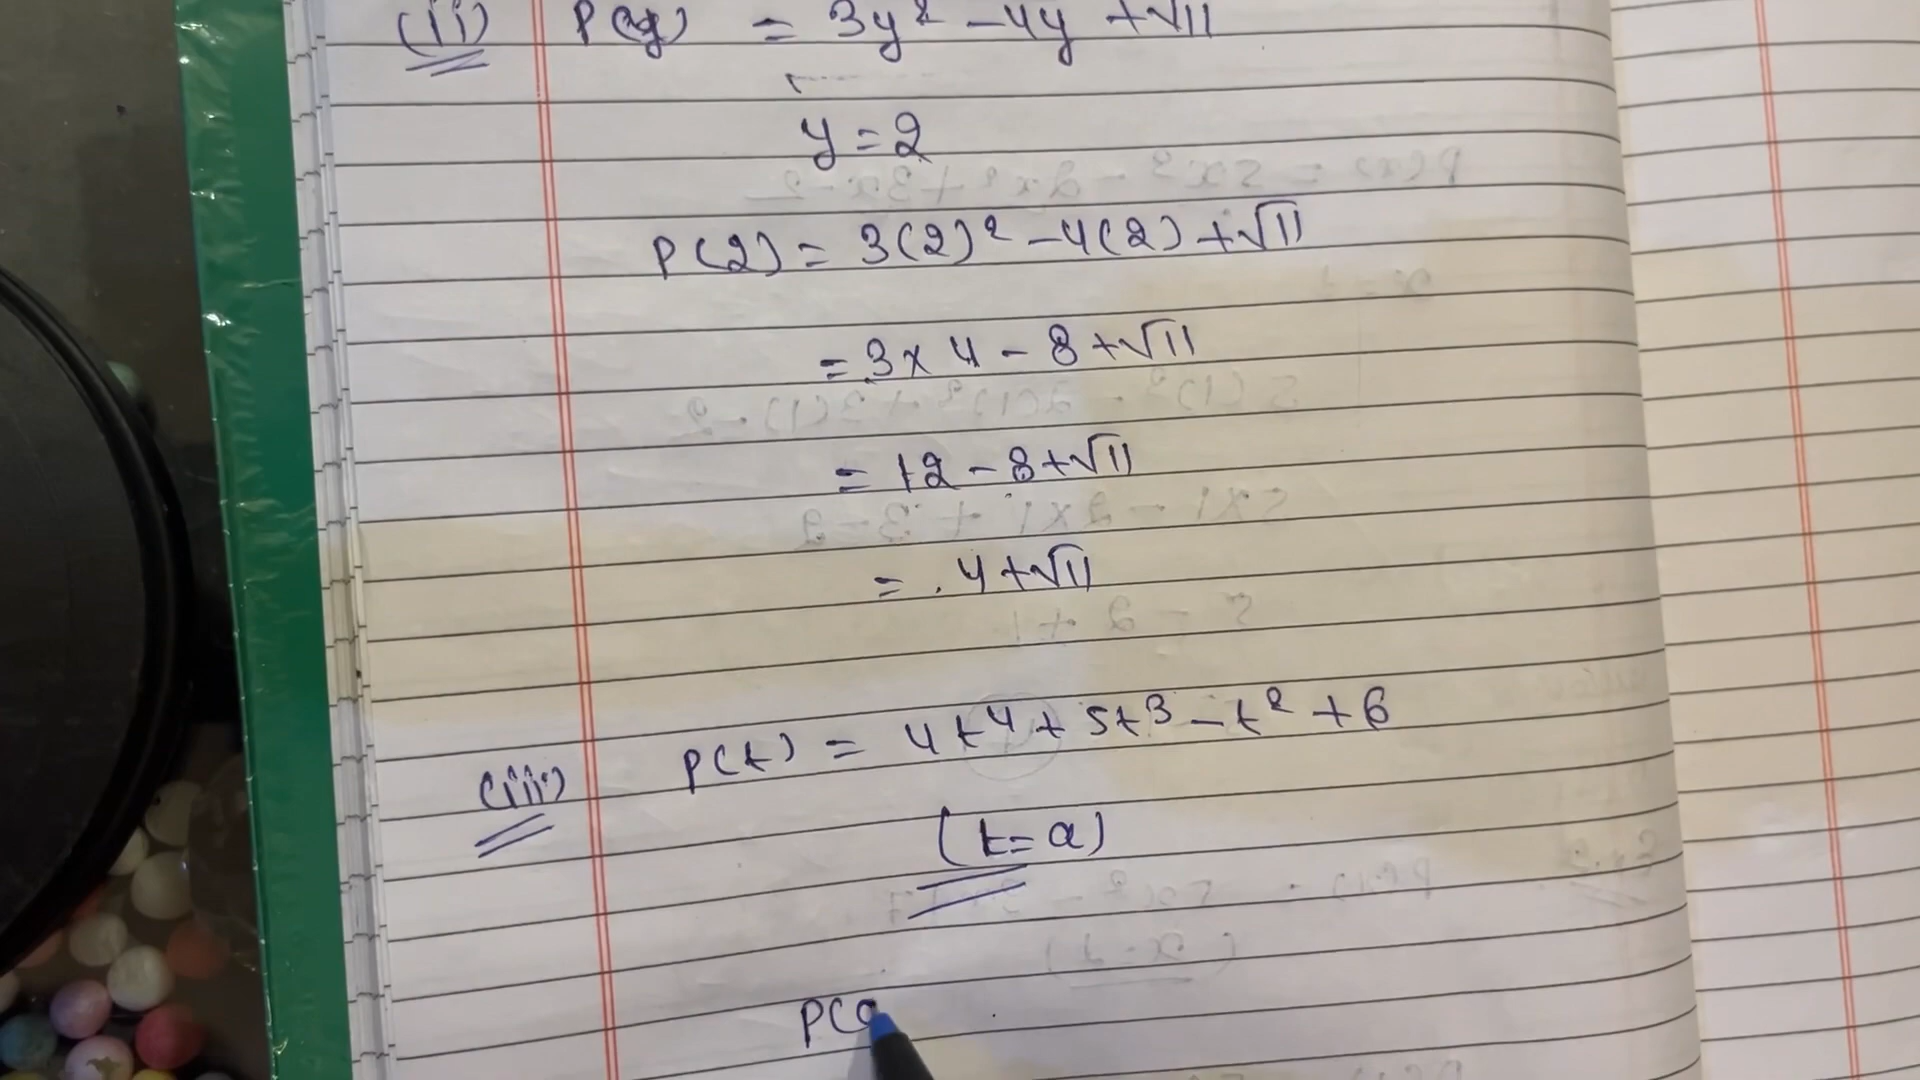 (ii) P(y) = 3y² - 4y + √11
y = 2
P(2) = 3(2)² - 4(2) + √11
= 3 × 4 - 8 + √11
= 12 - 8 + √11
= 4 + √11
(iii) P(t) = 4t⁴ + 5t³ - t² + 6
(t = a)
P(a